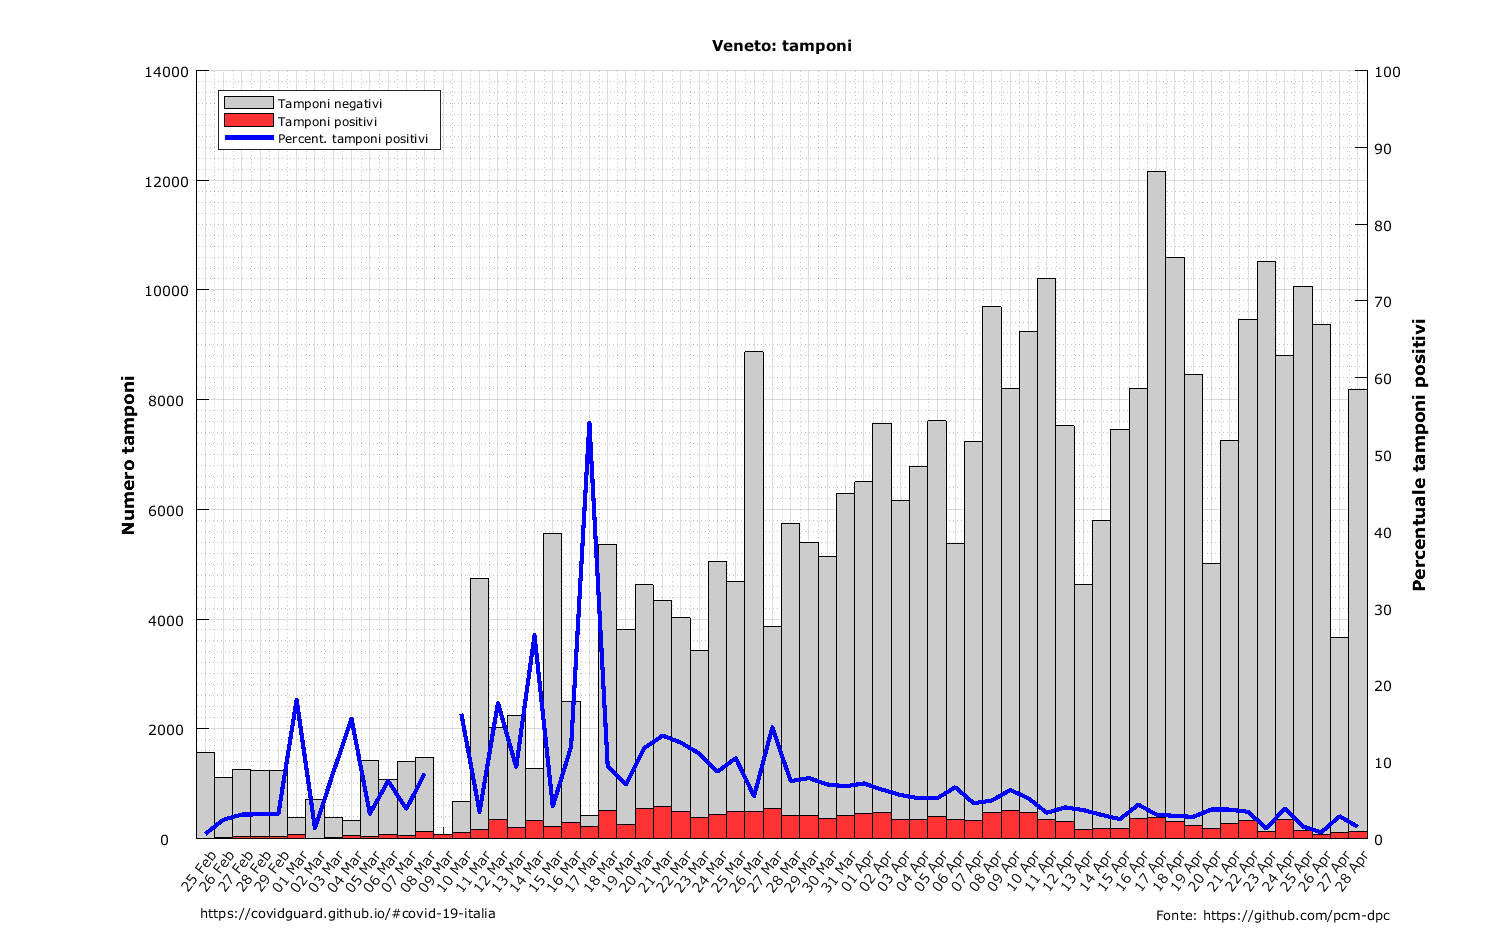 Veneto: tamponi
14000
12000
10000
8000
6000
4000
2000
0
Numero tamponi
Tamponi negativi
Tamponi positivi
Percent. tamponi positivi
100
90
80
70
60
50
40
30
20
10
0
Percentuale tamponi positivi
25 Feb
26 Feb
27 Feb
28 Feb
29 Feb
01 Mar
02 Mar
03 Mar
04 Mar
05 Mar
06 Mar
07 Mar
08 Mar
09 Mar
10 Mar
11 Mar
12 Mar
13 Mar
14 Mar
15 Mar
16 Mar
17 Mar
18 Mar
19 Mar
20 Mar
21 Mar
22 Mar
23 Mar
24 Mar
25 Mar
26 Mar
27 Mar
28 Mar
29 Mar
30 Mar
31 Mar
01 Apr
02 Apr
03 Apr
04 Apr
05 Apr
06 Apr
07 Apr
08 Apr
09 Apr
10 Apr
11 Apr
12 Apr
13 Apr
14 Apr
15 Apr
16 Apr
17 Apr
18 Apr
19 Apr
20 Apr
21 Apr
22 Apr
23 Apr
24 Apr
25 Apr
26 Apr
27 Apr
28 Apr
https://covidguard.github.io/#covid-19-italia
Fonte: https://github.com/pcm-dpc